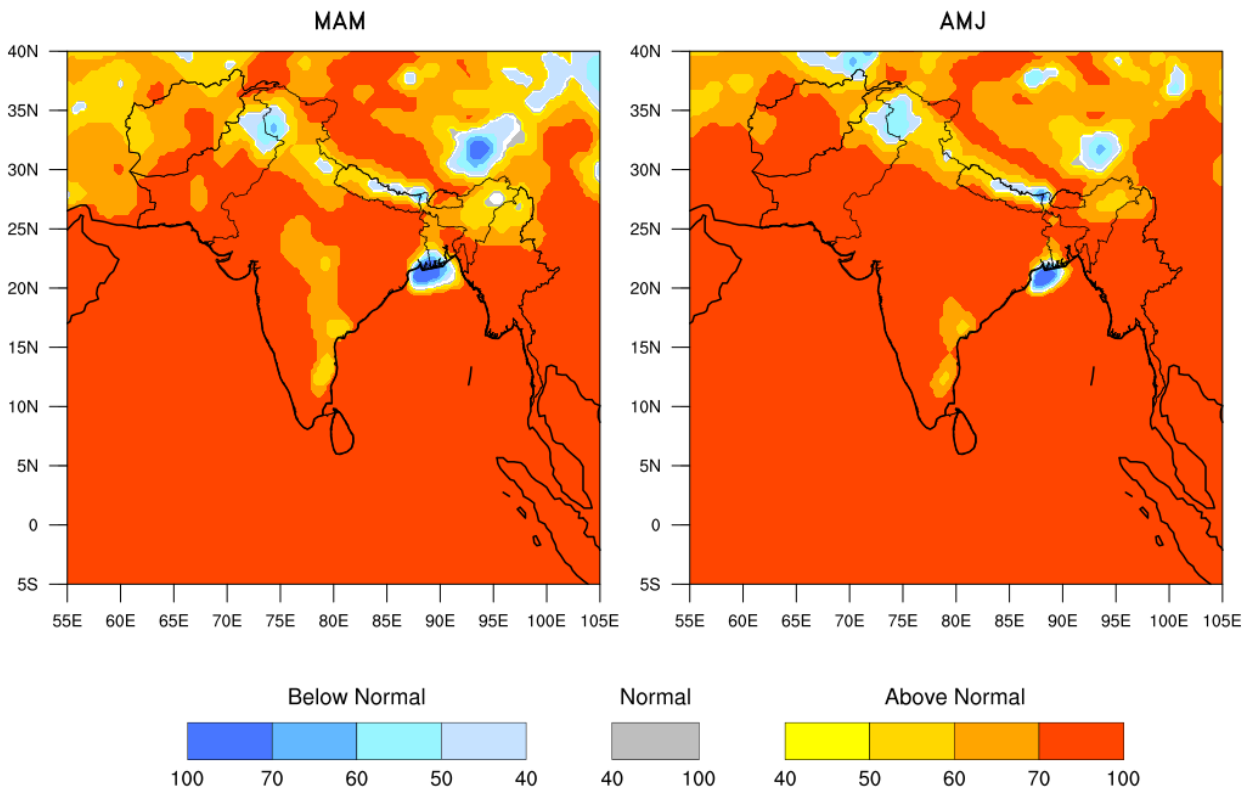 MAM AMJ
40N 40N
35N 35N
30N 30N
25N 25N
20N 20N
15N 15N
10N 10N
5N 5N
0 0
5S 5S
55E 60E 65E 70E 75E 80E 85E 90E 95E 100E 105E 55E 60E 65E 70E 75E 80E 85E 90E 95E 100E 105E
Below Normal Normal Above Normal
100 70 60 50 40 40 100 40 50 60 70 100